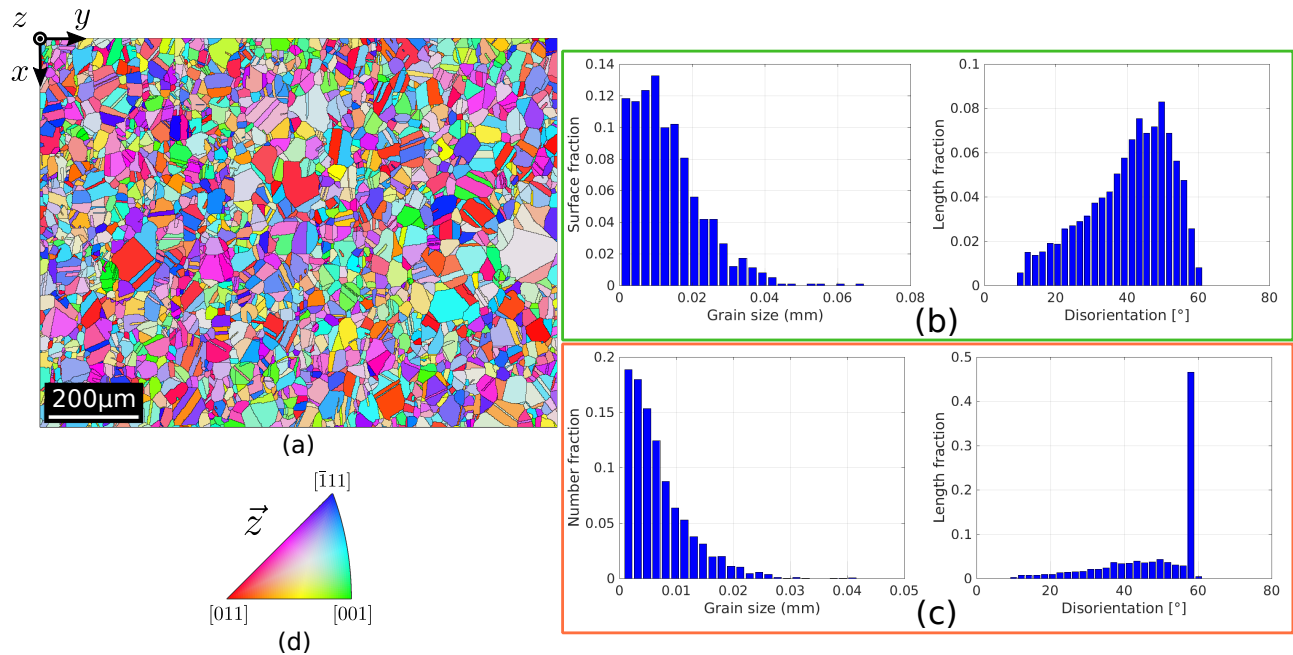 z
y
x
200μm
(a)
z
[1̄11]
[011]
[001]
(d)
Surface fraction
0.14
0.12
0.1
0.08
0.06
0.04
0.02
0
0 0.02 0.04 0.06 0.08
Grain size (mm)
Length fraction
0.1
0.08
0.06
0.04
0.02
0
0 20 40 60 80
Disorientation [°]
(b)
Number fraction
0.2
0.15
0.1
0.05
0
0 0.01 0.02 0.03 0.04 0.05
Grain size (mm)
Length fraction
0.5
0.4
0.3
0.2
0.1
0
0 20 40 60 80
Disorientation [°]
(c)